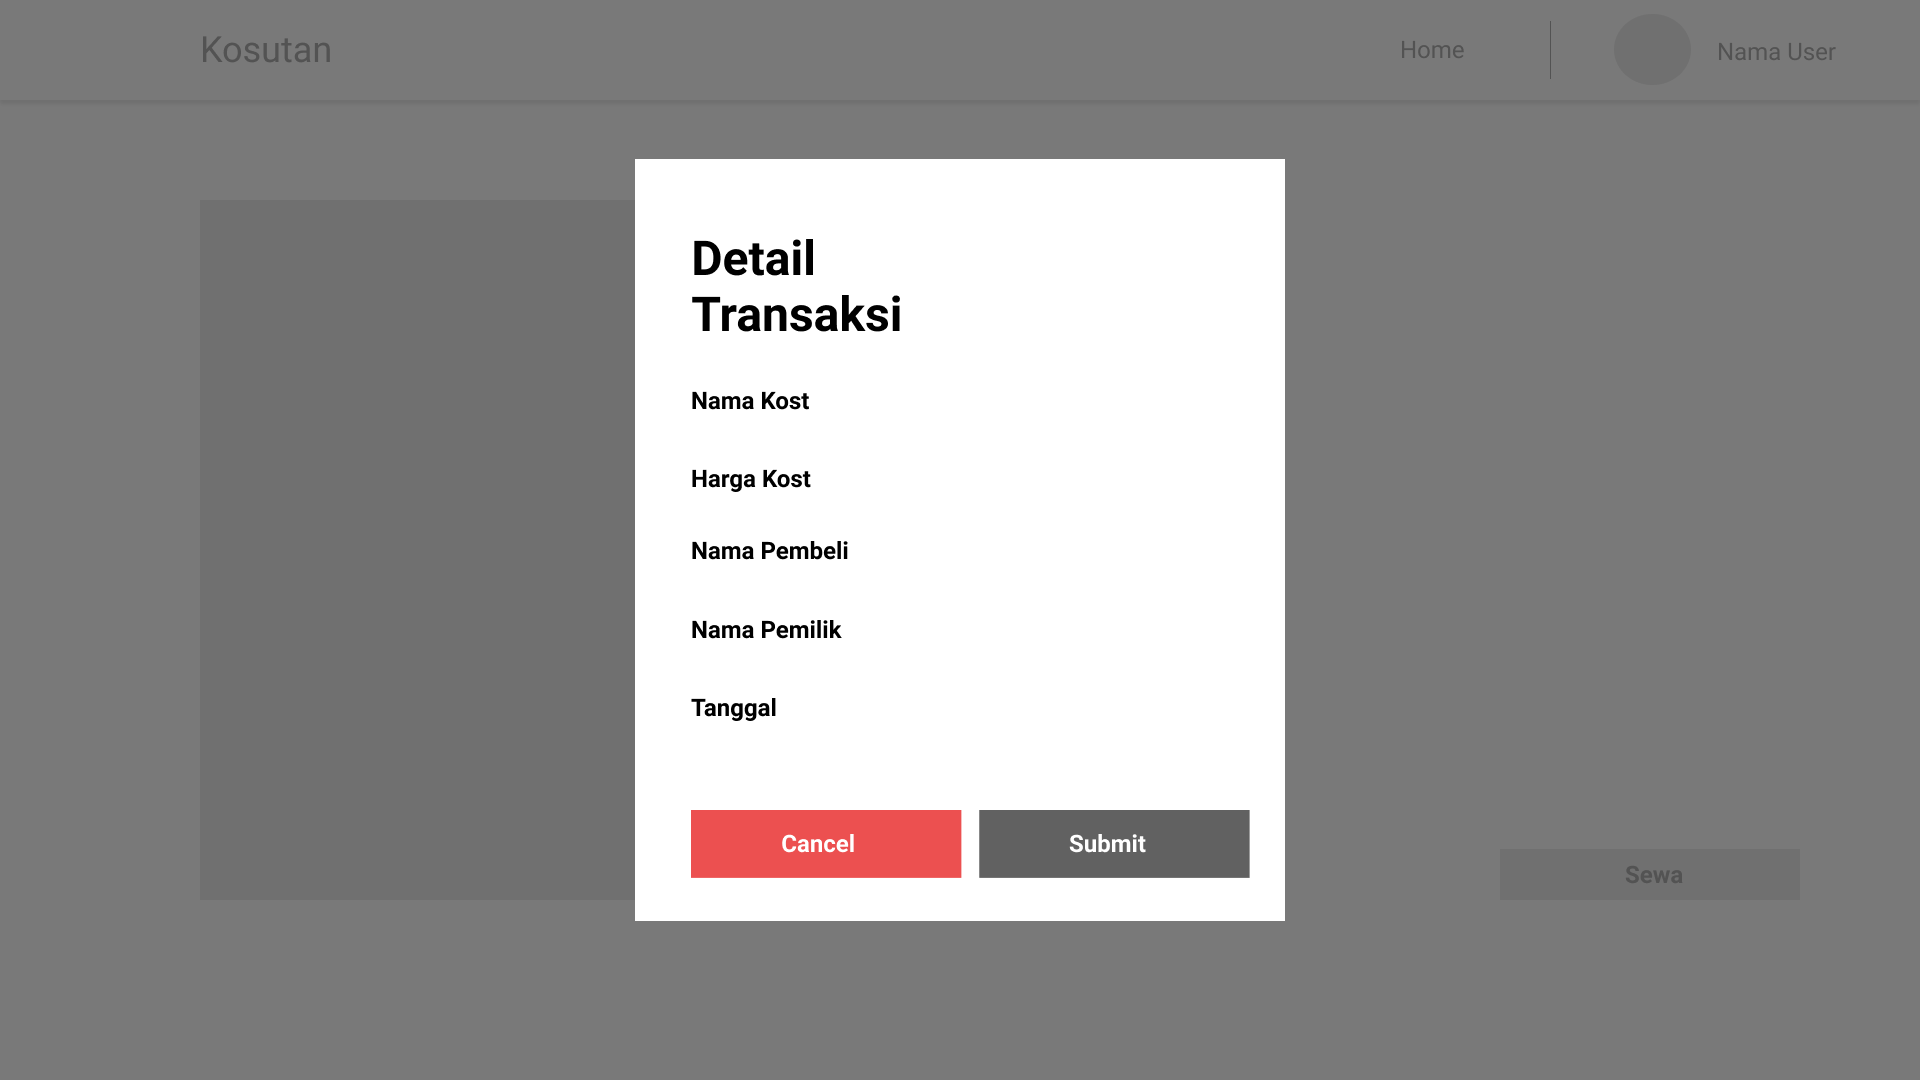 Kosutan
Home
Nama User
Detail
Transaksi
Nama Kost
Harga Kost
Nama Pembeli
Nama Pemilik
Tanggal
Cancel
Submit
Sewa